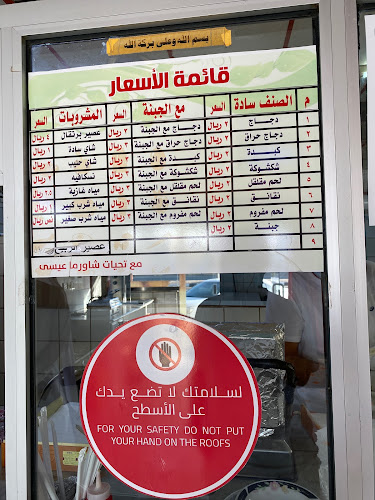 بسم الله وعلى بركة الله
قائمة الأسعار
م الصنف سادة السعر مع الجبنة السعر المشروبات السعر
١ دجاج ٢ ريال دجاج مع الجبنة ٣ ريال عصير برتقال ٤ ريال
٢ دجاج حراق ٢ ريال دجاج حراق مع الجبنة ٣ ريال شاي سادة ١ ريال
٣ كبدة ٢ ريال كبدة مع الجبنة ٣ ريال شاي حليب ٢ ريال
٤ شكشوكة ٢ ريال شكشوكة مع الجبنة ٣ ريال نسكافيه ٢ ريال
٥ لحم مقلقل ٢ ريال لحم مقلقل مع الجبنة ٣ ريال مياه غازية ٢.٥ ريال
٦ نقانق ٢ ريال نقانق مع الجبنة ٣ ريال مياه شرب كبير ١ ريال
٧ لحم مفروم ٢ ريال لحم مفروم مع الجبنة ٣ ريال مياه شرب صغير نص ريال
٨ جبنة ٢ ريال
٩ عصير الربيع
مع تحيات شاورما عيسى
لسلامتك لا تضع يدك
على الأسطح
FOR YOUR SAFETY DO NOT PUT
YOUR HAND ON THE ROOFS